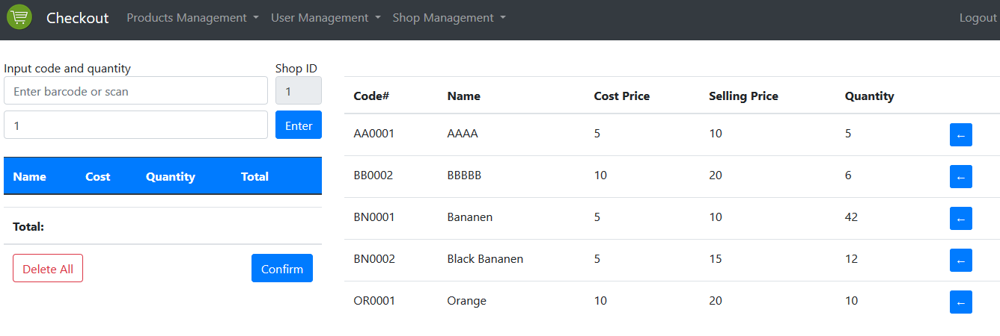 Checkout Products Management User Management Shop Management Logout
Input code and quantity Shop ID
Enter barcode or scan 1
1 Enter
Name Cost Quantity Total
Total:
Delete All Confirm
Code# Name Cost Price Selling Price Quantity
AA0001 AAAA 5 10 5 ←
BB0002 BBBBB 10 20 6 ←
BN0001 Bananen 5 10 42 ←
BN0002 Black Bananen 5 15 12 ←
OR0001 Orange 10 20 10 ←